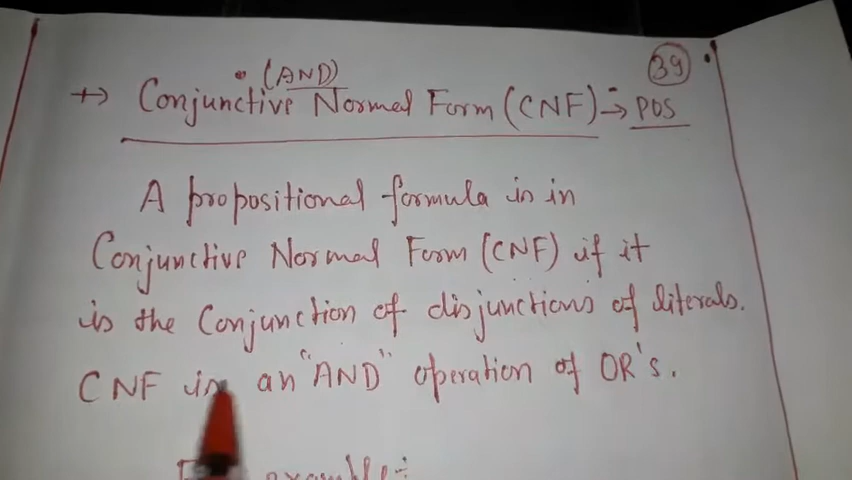 39
(AND)
Conjunctive Normal Form (CNF) → POS
A propositional formula is in
Conjunctive Normal Form (CNF) if it
is the Conjunction of disjunctions of literals.
CNF is an "AND" operation of OR's.
example: